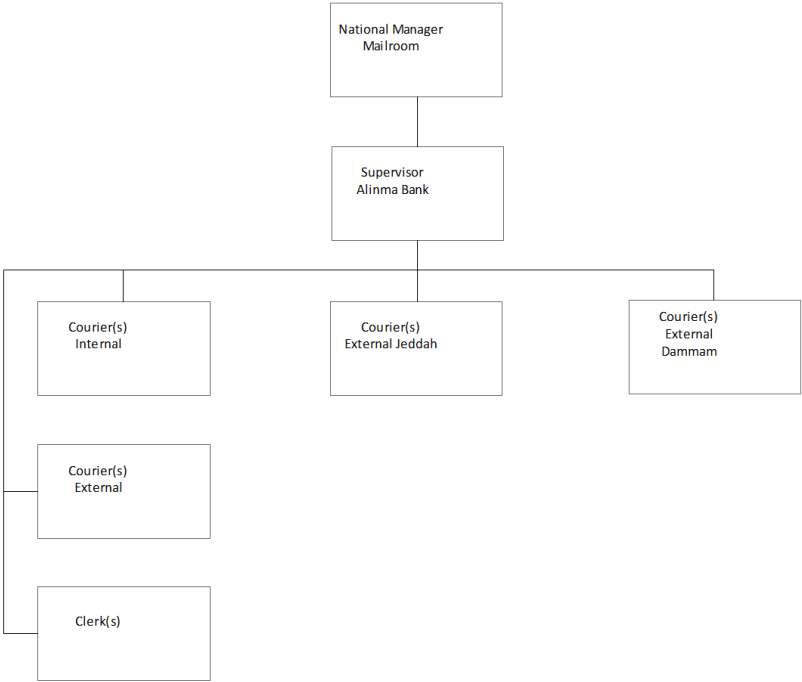 National Manager
Mailroom
Supervisor
Alinma Bank
Courier(s)
Internal
Courier(s)
External Jeddah
Courier(s)
External
Dammam
Courier(s)
External
Clerk(s)